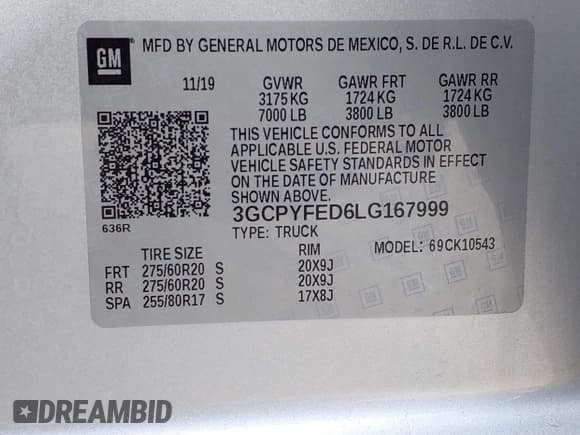 GM
MFD BY GENERAL MOTORS DE MEXICO, S. DE R.L. DE C.V.
11/19 GVWR GAWR FRT GAWR RR
3175 KG 1724 KG 1724 KG
7000 LB 3800 LB 3800 LB
THIS VEHICLE CONFORMS TO ALL
APPLICABLE U.S. FEDERAL MOTOR
VEHICLE SAFETY STANDARDS IN EFFECT
ON THE DATE OF MANUFACTURE
SHOWN ABOVE.
636R
3GCPYFED6LG167999
TYPE: TRUCK
MODEL: 69CK10543
TIRE SIZE RIM
FRT 275/60R20 S 20X9J
RR 275/60R20 S 20X9J
SPA 255/80R17 S 17X8J
DREAMBID